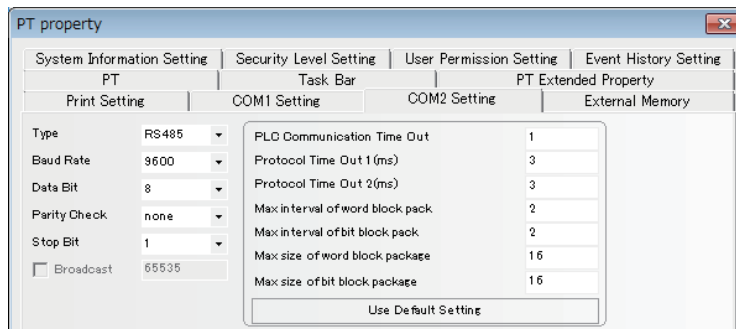 PT property
System Information Setting Security Level Setting User Permission Setting Event History Setting
PT Task Bar PT Extended Property
Print Setting COM1 Setting COM2 Setting External Memory
Type RS485
Baud Rate 9600
Data Bit 8
Parity Check none
Stop Bit 1
Broadcast 65535
PLC Communication Time Out 1
Protocol Time Out 1(ms) 3
Protocol Time Out 2(ms) 3
Max interval of word block pack 2
Max interval of bit block pack 2
Max size of word block package 16
Max size of bit block package 16
Use Default Setting